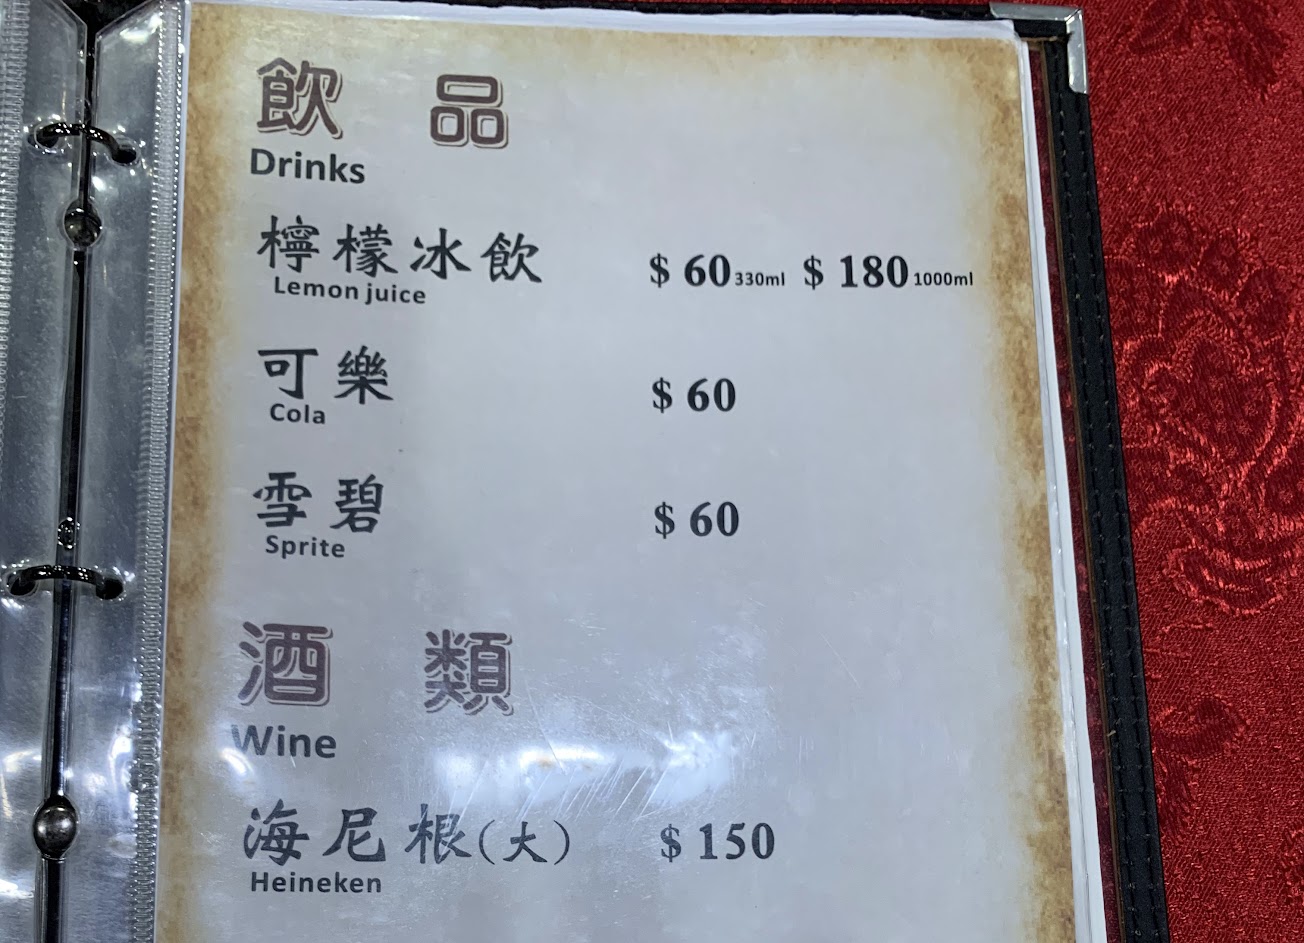 飲 品
Drinks
檸檬冰飲 $ 60 330ml $ 180 1000ml
Lemon juice
可樂 $ 60
Cola
雪碧 $ 60
Sprite
酒 類
Wine
海尼根(大) $ 150
Heineken